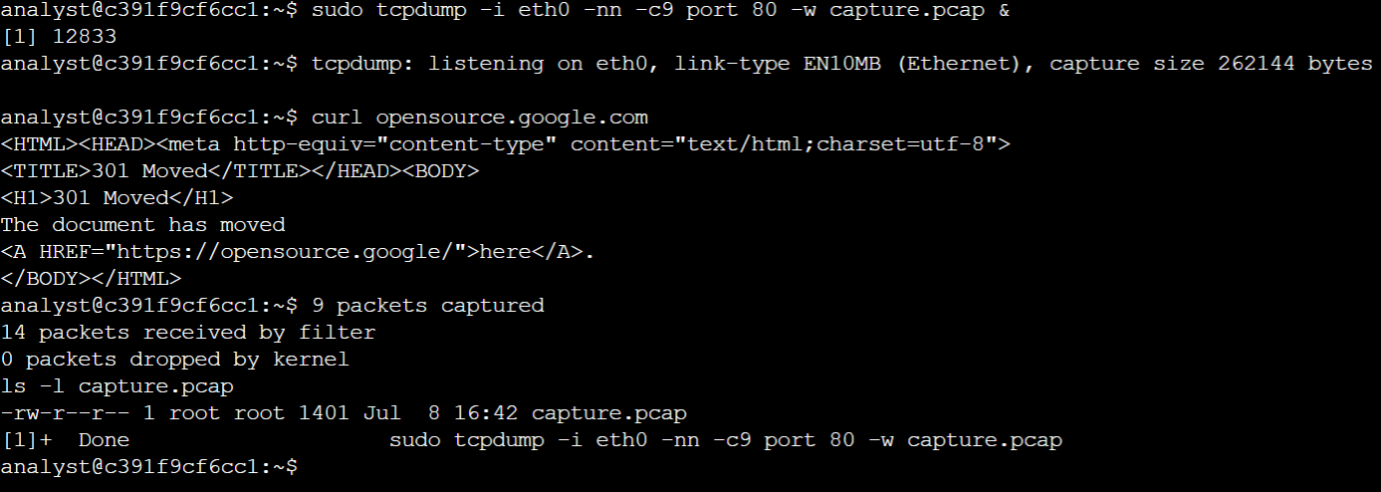 analyst@c391f9cf6cc1:~$ sudo tcpdump -i eth0 -nn -c9 port 80 -w capture.pcap &
[1] 12833
analyst@c391f9cf6cc1:~$ tcpdump: listening on eth0, link-type EN10MB (Ethernet), capture size 262144 bytes
analyst@c391f9cf6cc1:~$ curl opensource.google.com
<HTML><HEAD><meta http-equiv="content-type" content="text/html;charset=utf-8">
<TITLE>301 Moved</TITLE></HEAD><BODY>
<H1>301 Moved</H1>
The document has moved
<A HREF="https://opensource.google/">here</A>.
</BODY></HTML>
analyst@c391f9cf6cc1:~$ 9 packets captured
14 packets received by filter
0 packets dropped by kernel
ls -l capture.pcap
-rw-r--r-- 1 root root 1401 Jul  8 16:42 capture.pcap
[1]+  Done                    sudo tcpdump -i eth0 -nn -c9 port 80 -w capture.pcap
analyst@c391f9cf6cc1:~$